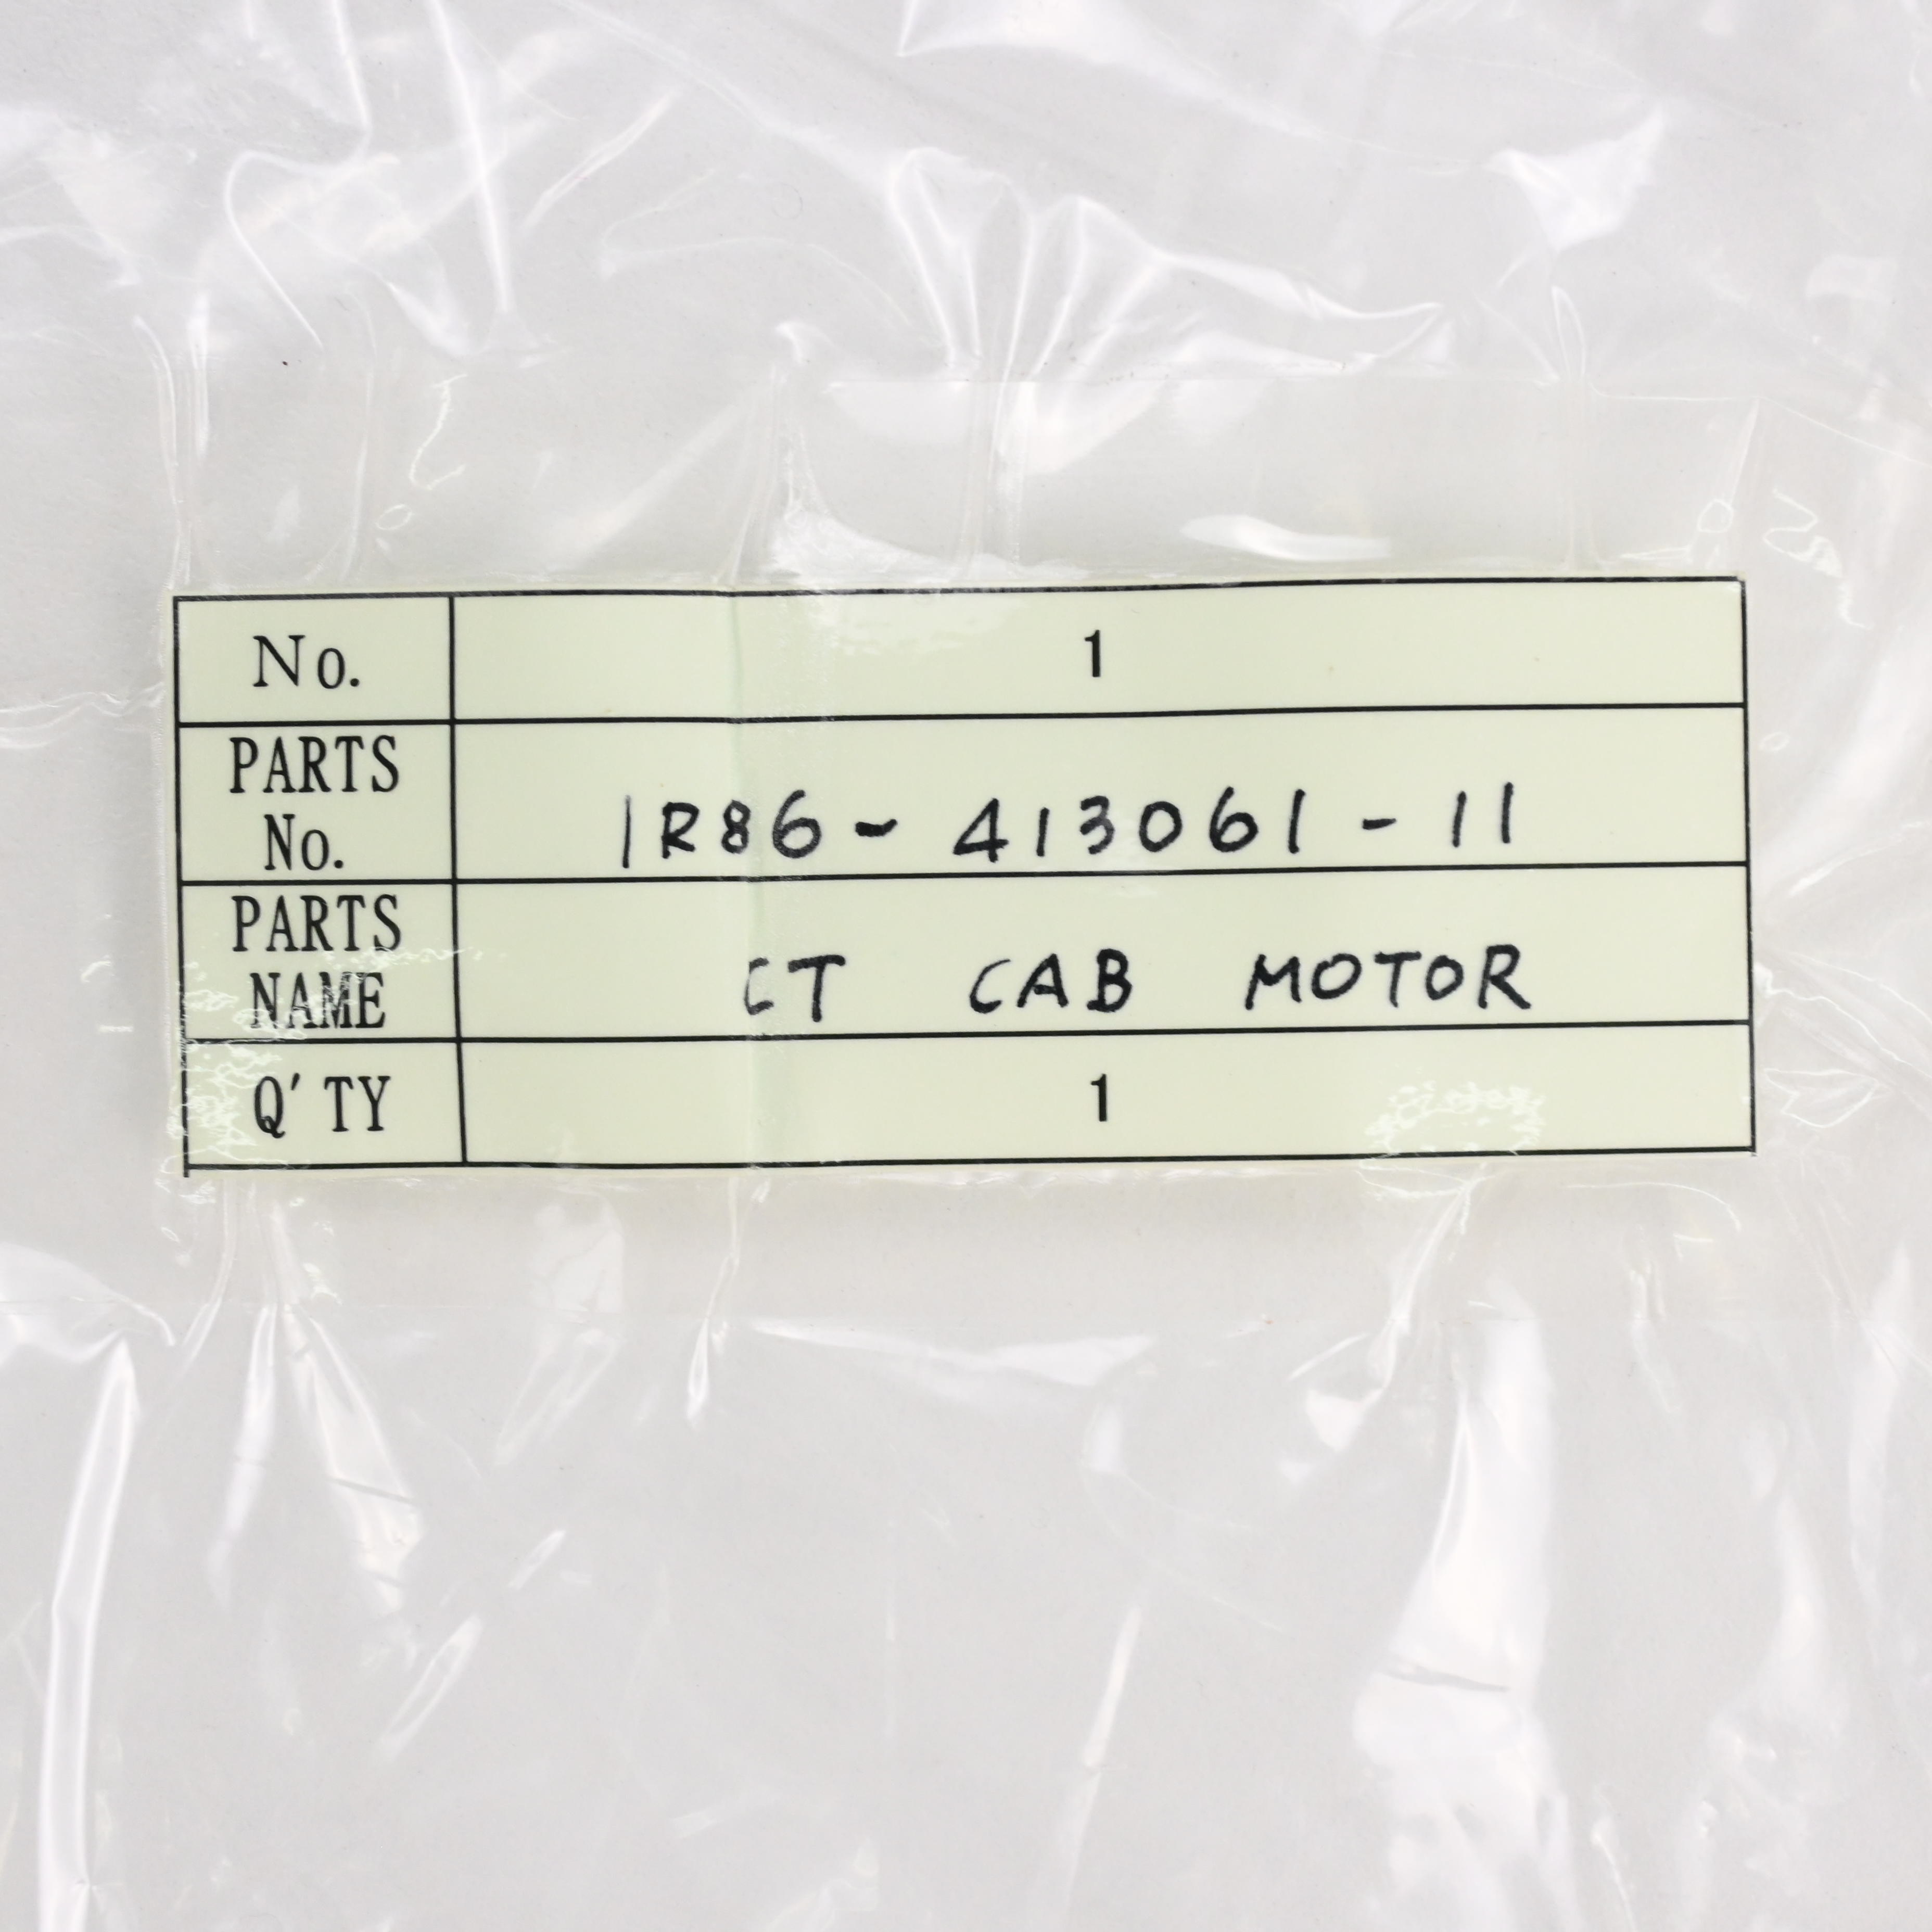 No. 1
PARTS No. 1R86-413061-11
PARTS NAME CT CAB MOTOR
Q'TY 1